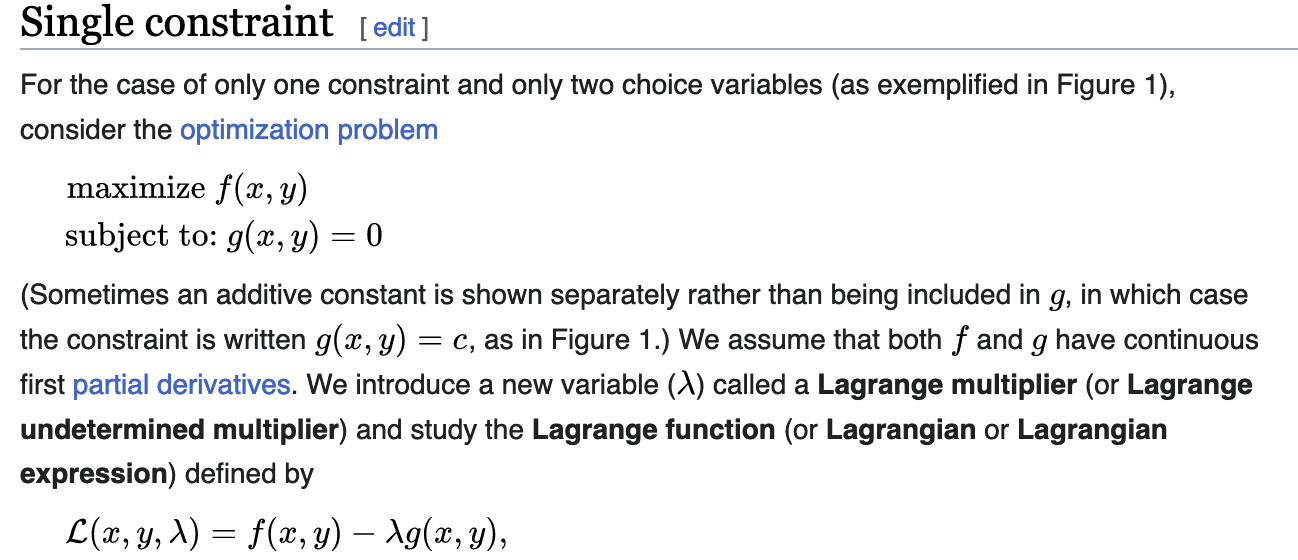 Single constraint [ edit ]
For the case of only one constraint and only two choice variables (as exemplified in Figure 1),
consider the optimization problem
maximize f(x, y)
subject to: g(x, y) = 0
(Sometimes an additive constant is shown separately rather than being included in g, in which case
the constraint is written g(x, y) = c, as in Figure 1.) We assume that both f and g have continuous
first partial derivatives. We introduce a new variable (λ) called a Lagrange multiplier (or Lagrange
undetermined multiplier) and study the Lagrange function (or Lagrangian or Lagrangian
expression) defined by
ℒ(x, y, λ) = f(x, y) − λg(x, y),